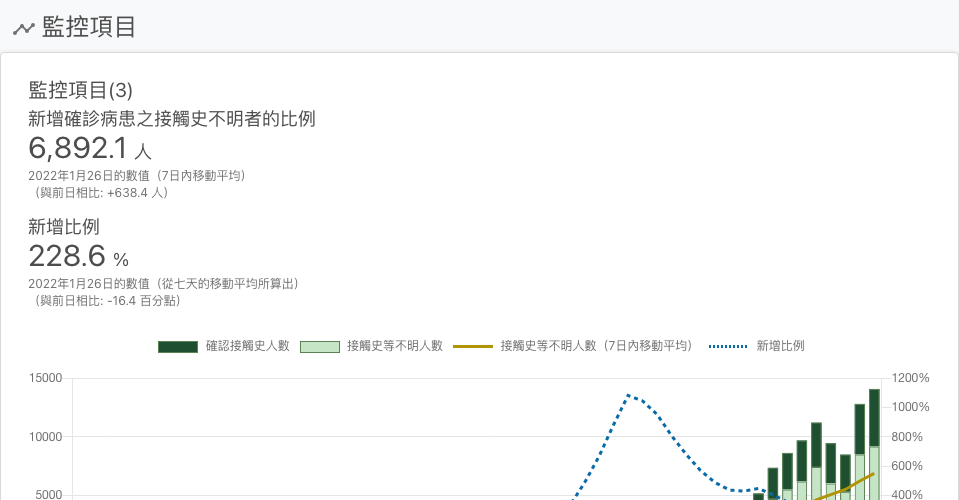 監控項目
監控項目(3)
新增確診病患之接觸史不明者的比例
6,892.1 人
2022年1月26日的數值（7日內移動平均）
（與前日相比: +638.4 人）
新增比例
228.6 %
2022年1月26日的數值（從七天的移動平均所算出）
（與前日相比: -16.4 百分點）
確認接觸史人數 接觸史等不明人數 接觸史等不明人數（7日內移動平均） 新增比例
15000 1200%
1000%
10000 800%
600%
5000 400%